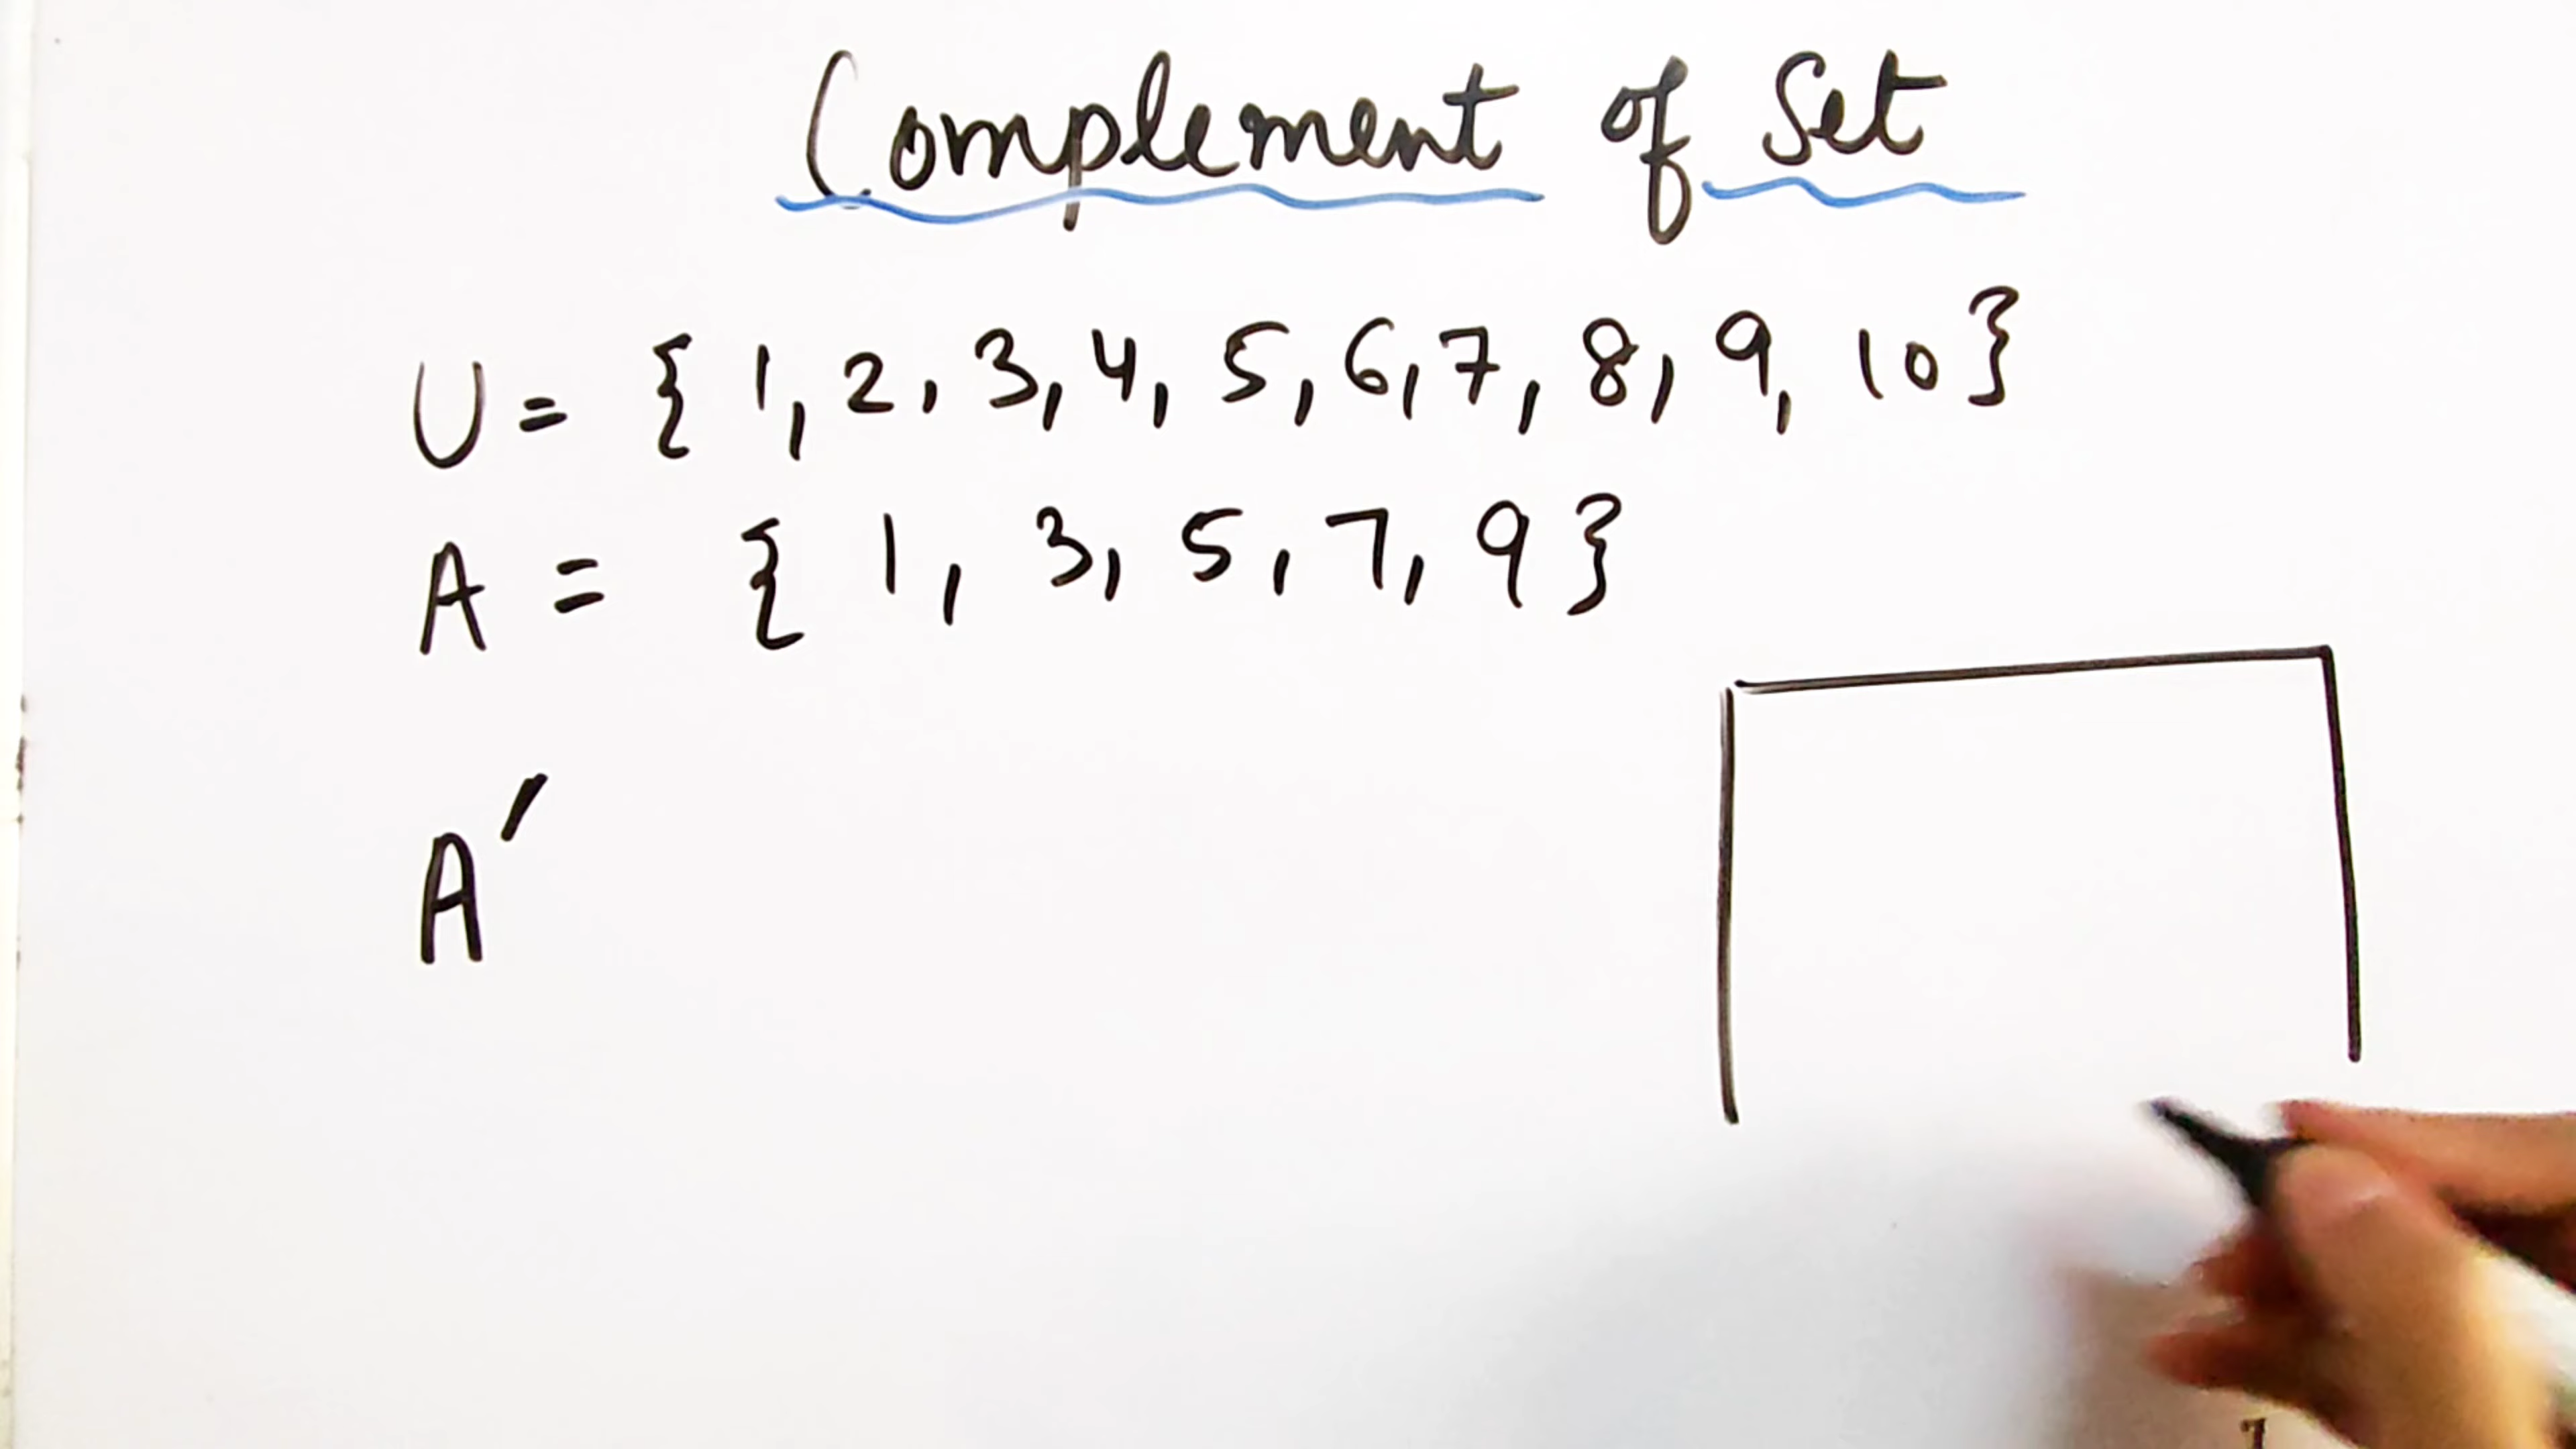 Complement of Set
U = { 1, 2, 3, 4, 5, 6, 7, 8, 9, 10 }
A = { 1, 3, 5, 7, 9 }
A′